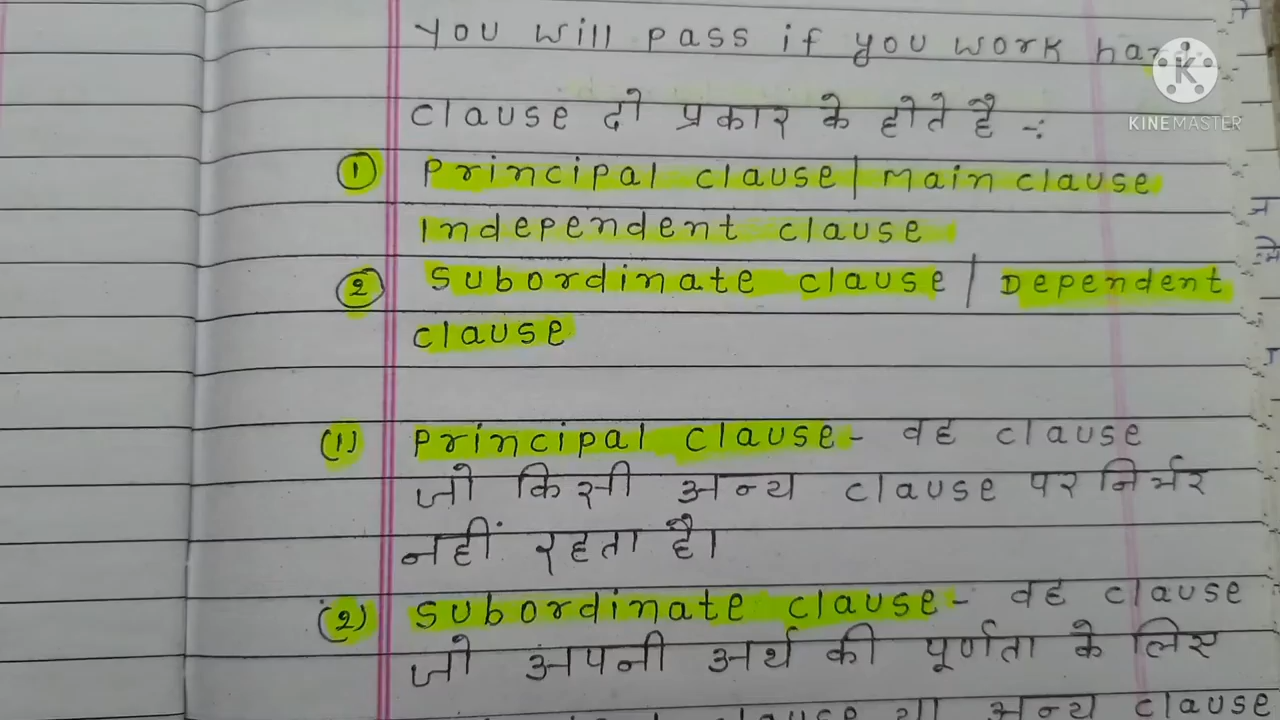 You will pass if you work
clause दो प्रकार के होते है -:
KINEMASTER
① Principal clause | Main clause
Independent clause
② Subordinate clause | Dependent
clause
(1) Principal clause - वह clause
जो किसी अन्य clause पर निर्भर
नहीं रहता है।
(2) Subordinate clause - वह clause
जो अपनी अर्थ की पूर्णता के लिए
clause या अन्य clause